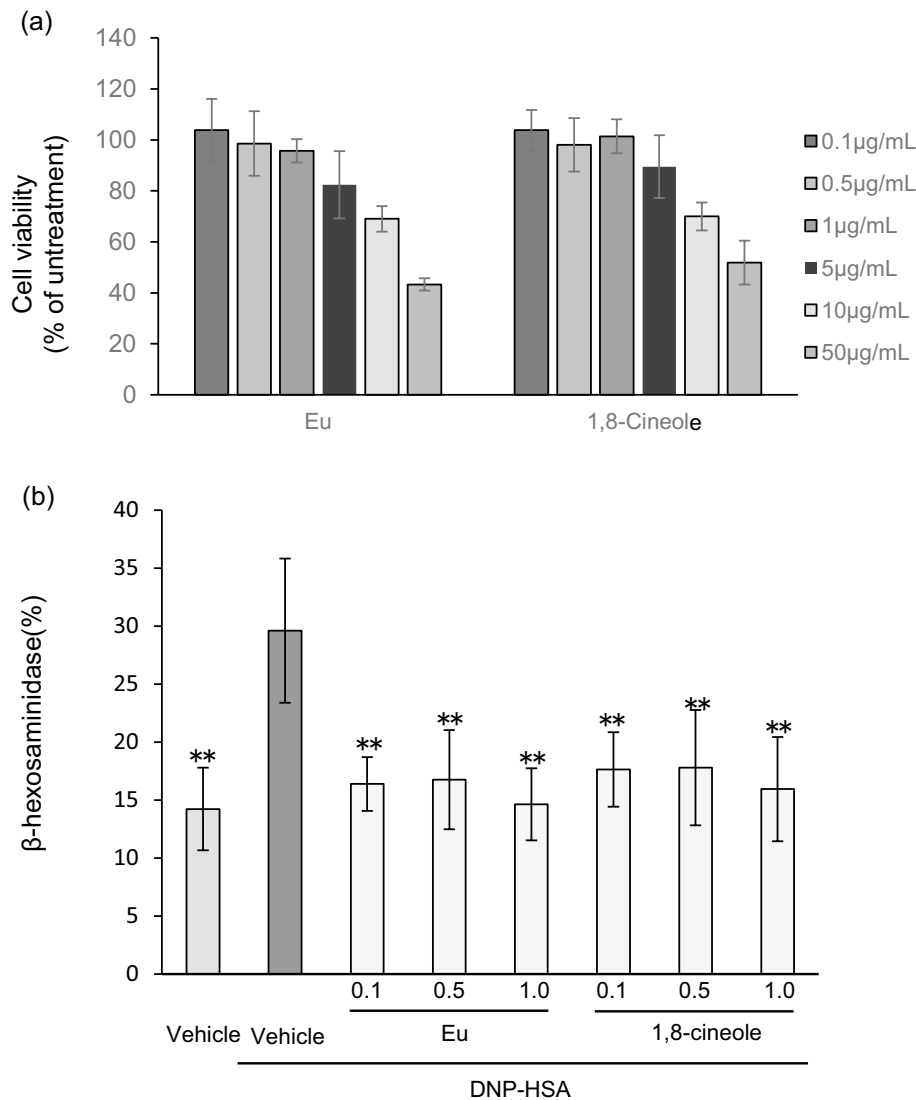 (a)
140
120
100
80
60
40
20
0
Cell viability
(% of untreatment)
Eu
1,8-Cineole
0.1μg/mL
0.5μg/mL
1μg/mL
5μg/mL
10μg/mL
50μg/mL
(b)
40
35
30
25
20
15
10
5
0
β-hexosaminidase(%)
**
**
**
**
**
**
**
0.1
0.5
1.0
0.1
0.5
1.0
Vehicle
Vehicle
Eu
1,8-cineole
DNP-HSA